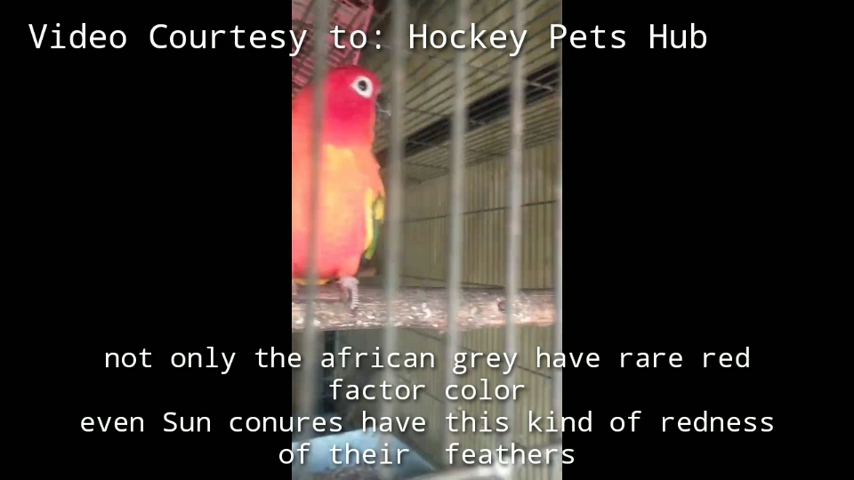 Video Courtesy to: Hockey Pets Hub
not only the african grey have rare red
factor color
even Sun conures have this kind of redness
of their  feathers